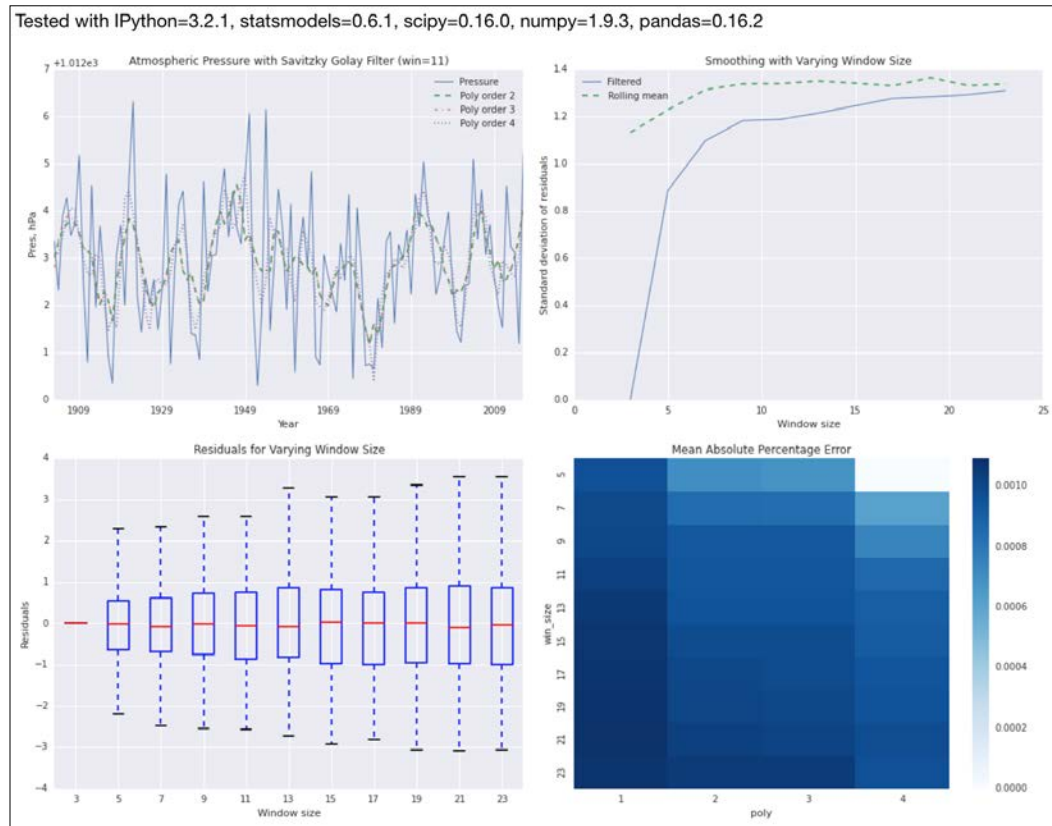 Tested with IPython=3.2.1, statsmodels=0.6.1, scipy=0.16.0, numpy=1.9.3, pandas=0.16.2
Atmospheric Pressure with Savitzky Golay Filter (win=11)
+1.012e3
7
6
5
4
3
2
1
0
Pres, hPa
Pressure
Poly order 2
Poly order 3
Poly order 4
1909 1929 1949 1969 1989 2009
Year
Smoothing with Varying Window Size
1.4
1.2
1.0
0.8
0.6
0.4
0.2
0.0
Standard deviation of residuals
Filtered
Rolling mean
0 5 10 15 20 25
Window size
Residuals for Varying Window Size
4
3
2
1
0
−1
−2
−3
−4
Residuals
3 5 7 9 11 13 15 17 19 21 23
Window size
Mean Absolute Percentage Error
5
7
9
11
13
15
17
19
21
23
win_size
1 2 3 4
poly
0.0010
0.0008
0.0006
0.0004
0.0002
0.0000